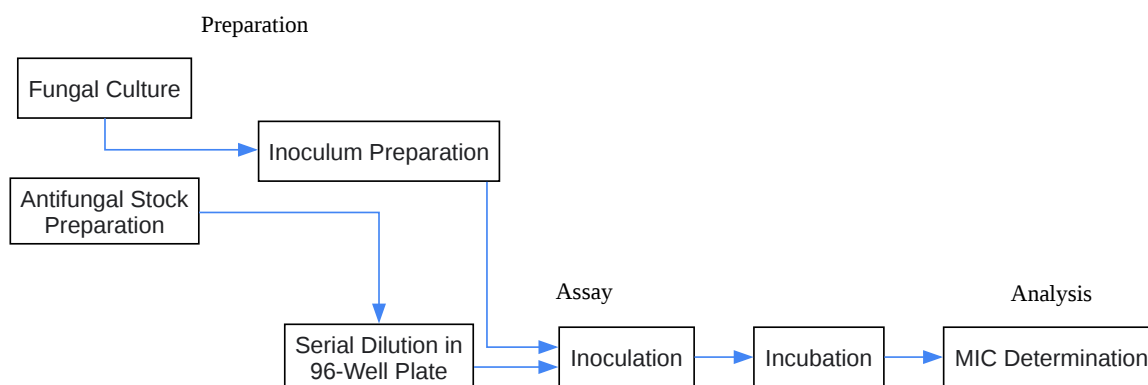 Preparation
Fungal Culture
Inoculum Preparation
Antifungal Stock
Preparation
Assay
Analysis
Serial Dilution in
96-Well Plate
Inoculation
Incubation
MIC Determination